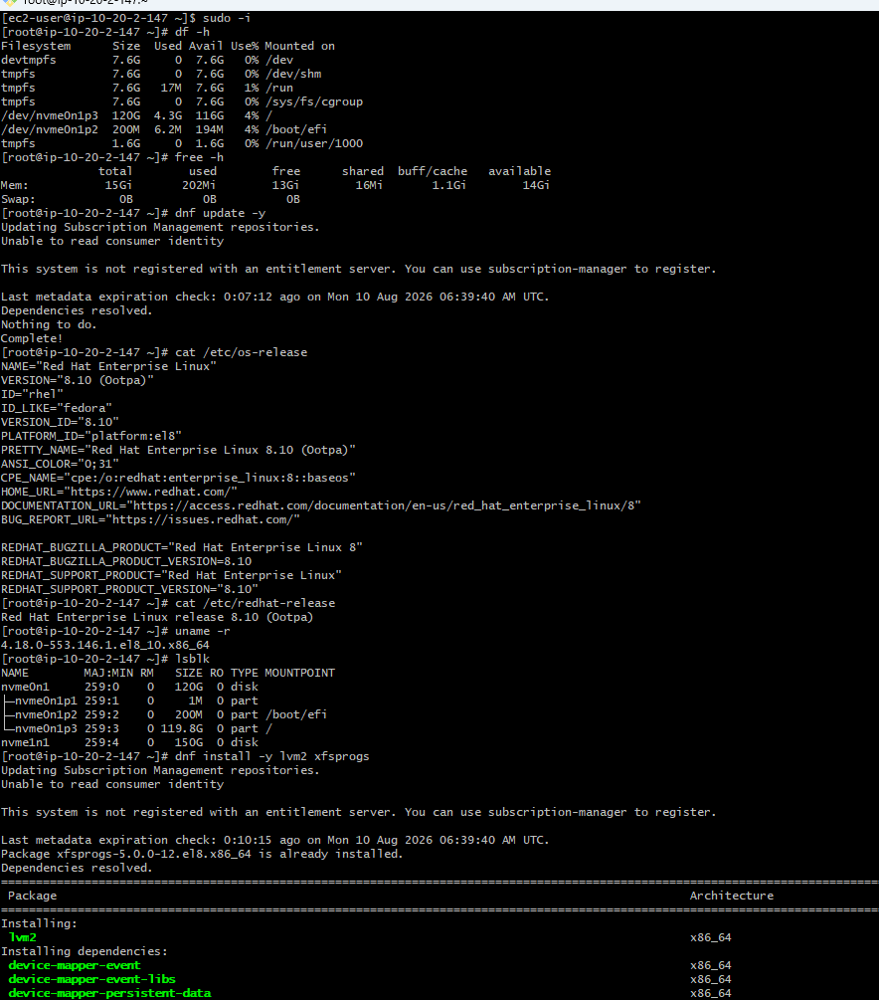 root@ip-10-20-2-147:~
[ec2-user@ip-10-20-2-147 ~]$ sudo -i
[root@ip-10-20-2-147 ~]# df -h
Filesystem      Size  Used Avail Use% Mounted on
devtmpfs        7.6G     0  7.6G   0% /dev
tmpfs           7.6G     0  7.6G   0% /dev/shm
tmpfs           7.6G   17M  7.6G   1% /run
tmpfs           7.6G     0  7.6G   0% /sys/fs/cgroup
/dev/nvme0n1p3  120G  4.3G  116G   4% /
/dev/nvme0n1p2  200M  6.2M  194M   4% /boot/efi
tmpfs           1.6G     0  1.6G   0% /run/user/1000
[root@ip-10-20-2-147 ~]# free -h
              total        used        free      shared  buff/cache   available
Mem:           15Gi       202Mi        13Gi        16Mi       1.1Gi        14Gi
Swap:            0B          0B          0B
[root@ip-10-20-2-147 ~]# dnf update -y
Updating Subscription Management repositories.
Unable to read consumer identity
This system is not registered with an entitlement server. You can use subscription-manager to register.
Last metadata expiration check: 0:07:12 ago on Mon 10 Aug 2026 06:39:40 AM UTC.
Dependencies resolved.
Nothing to do.
Complete!
[root@ip-10-20-2-147 ~]# cat /etc/os-release
NAME="Red Hat Enterprise Linux"
VERSION="8.10 (Ootpa)"
ID="rhel"
ID_LIKE="fedora"
VERSION_ID="8.10"
PLATFORM_ID="platform:el8"
PRETTY_NAME="Red Hat Enterprise Linux 8.10 (Ootpa)"
ANSI_COLOR="0;31"
CPE_NAME="cpe:/o:redhat:enterprise_linux:8::baseos"
HOME_URL="https://www.redhat.com/"
DOCUMENTATION_URL="https://access.redhat.com/documentation/en-us/red_hat_enterprise_linux/8"
BUG_REPORT_URL="https://issues.redhat.com/"
REDHAT_BUGZILLA_PRODUCT="Red Hat Enterprise Linux 8"
REDHAT_BUGZILLA_PRODUCT_VERSION=8.10
REDHAT_SUPPORT_PRODUCT="Red Hat Enterprise Linux"
REDHAT_SUPPORT_PRODUCT_VERSION="8.10"
[root@ip-10-20-2-147 ~]# cat /etc/redhat-release
Red Hat Enterprise Linux release 8.10 (Ootpa)
[root@ip-10-20-2-147 ~]# uname -r
4.18.0-553.146.1.el8_10.x86_64
[root@ip-10-20-2-147 ~]# lsblk
NAME        MAJ:MIN RM   SIZE RO TYPE MOUNTPOINT
nvme0n1     259:0    0   120G  0 disk
├─nvme0n1p1 259:1    0     1M  0 part
├─nvme0n1p2 259:2    0   200M  0 part /boot/efi
└─nvme0n1p3 259:3    0 119.8G  0 part /
nvme1n1     259:4    0   150G  0 disk
[root@ip-10-20-2-147 ~]# dnf install -y lvm2 xfsprogs
Updating Subscription Management repositories.
Unable to read consumer identity
This system is not registered with an entitlement server. You can use subscription-manager to register.
Last metadata expiration check: 0:10:15 ago on Mon 10 Aug 2026 06:39:40 AM UTC.
Package xfsprogs-5.0.0-12.el8.x86_64 is already installed.
Dependencies resolved.
Package Architecture
Installing:
lvm2 x86_64
Installing dependencies:
device-mapper-event x86_64
device-mapper-event-libs x86_64
device-mapper-persistent-data x86_64